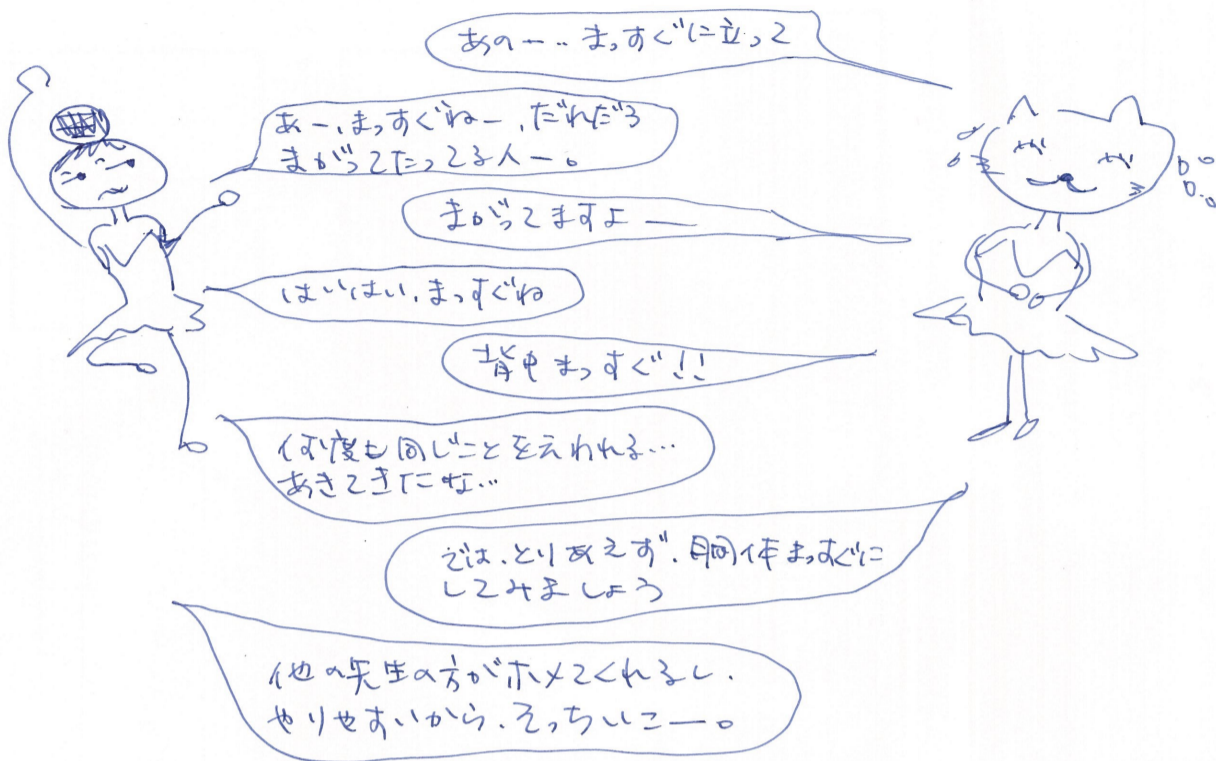 あのー‥まっすぐに立って
あー、まっすぐねー、だれだろ
まがってたってる人ー。
まがってますよー
はいはい、まっすぐね
背中まっすぐ!!
何度も同じことを云われる…
あきてきたな…
では、とりあえず、胴体まっすぐに
してみましょう
他の先生の方がホメてくれるし、
やりやすいから、そっちいこー。